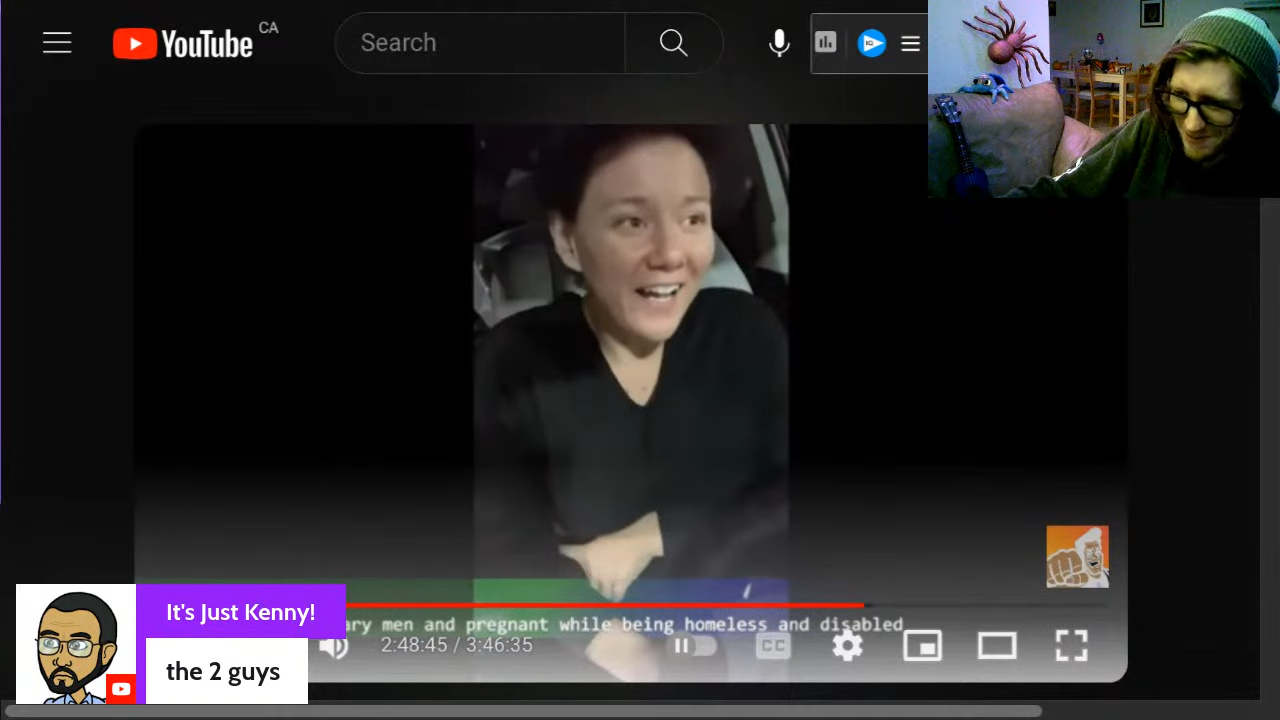 YouTube CA
Search
IG
ary men and pregnant while being homeless and disabled
2:48:45 / 3:46:35
CC
It's Just Kenny!
the 2 guys